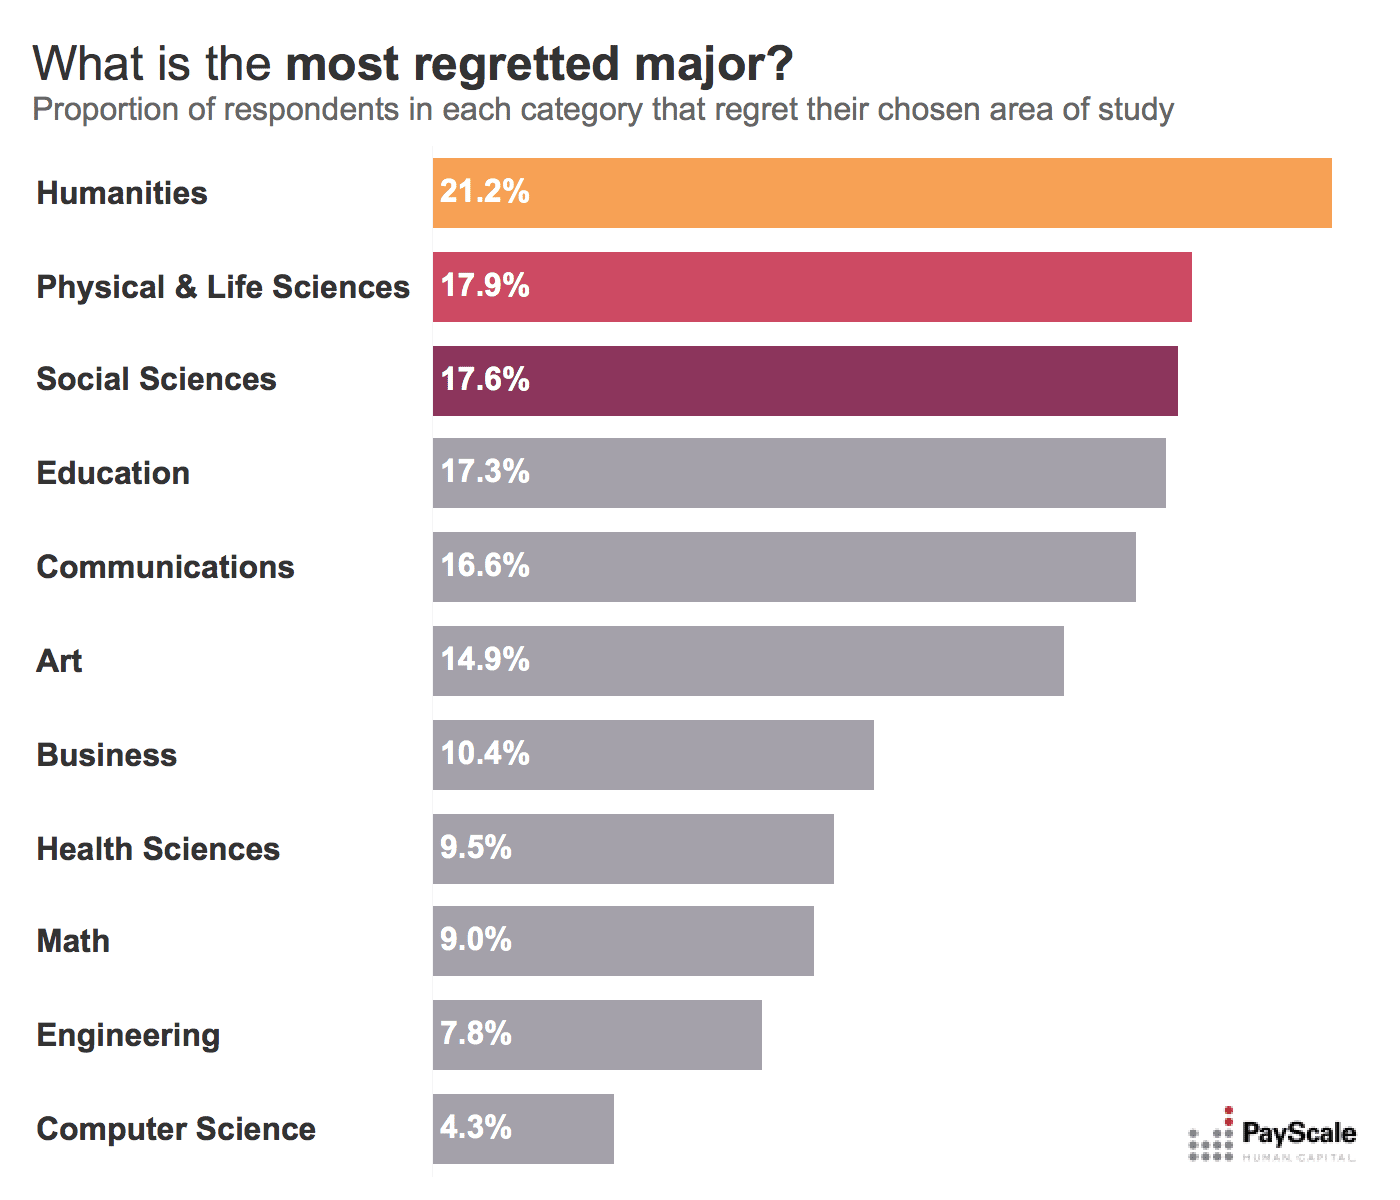 What is the most regretted major?
Proportion of respondents in each category that regret their chosen area of study
Humanities 21.2%
Physical & Life Sciences 17.9%
Social Sciences 17.6%
Education 17.3%
Communications 16.6%
Art 14.9%
Business 10.4%
Health Sciences 9.5%
Math 9.0%
Engineering 7.8%
Computer Science 4.3%
PayScale
HUMAN CAPITAL